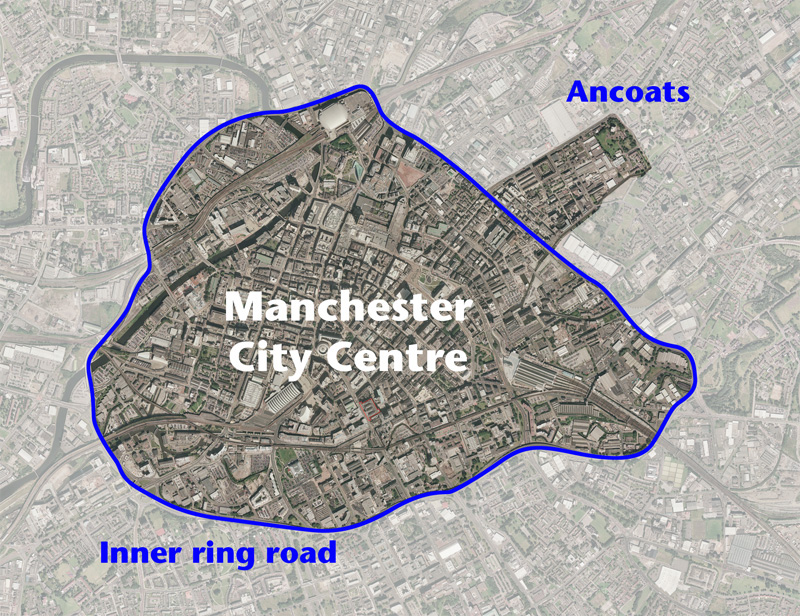 Ancoats
Manchester
City Centre
Inner ring road